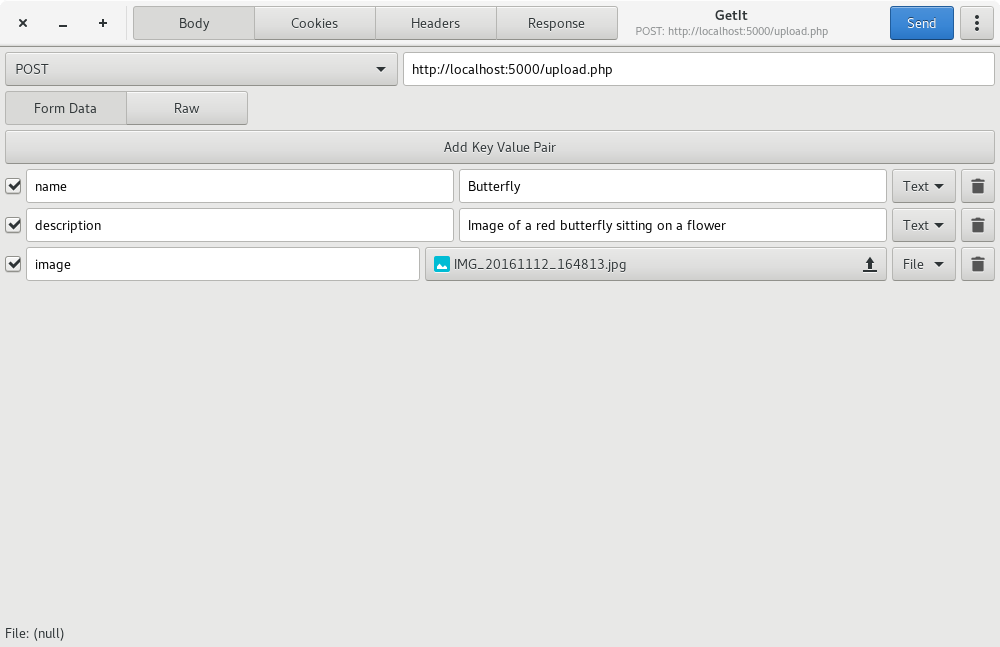 Body Cookies Headers Response GetIt Send
POST: http://localhost:5000/upload.php
POST http://localhost:5000/upload.php
Form Data Raw
Add Key Value Pair
name Butterfly Text
description Image of a red butterfly sitting on a flower Text
image IMG_20161112_164813.jpg File
File: (null)